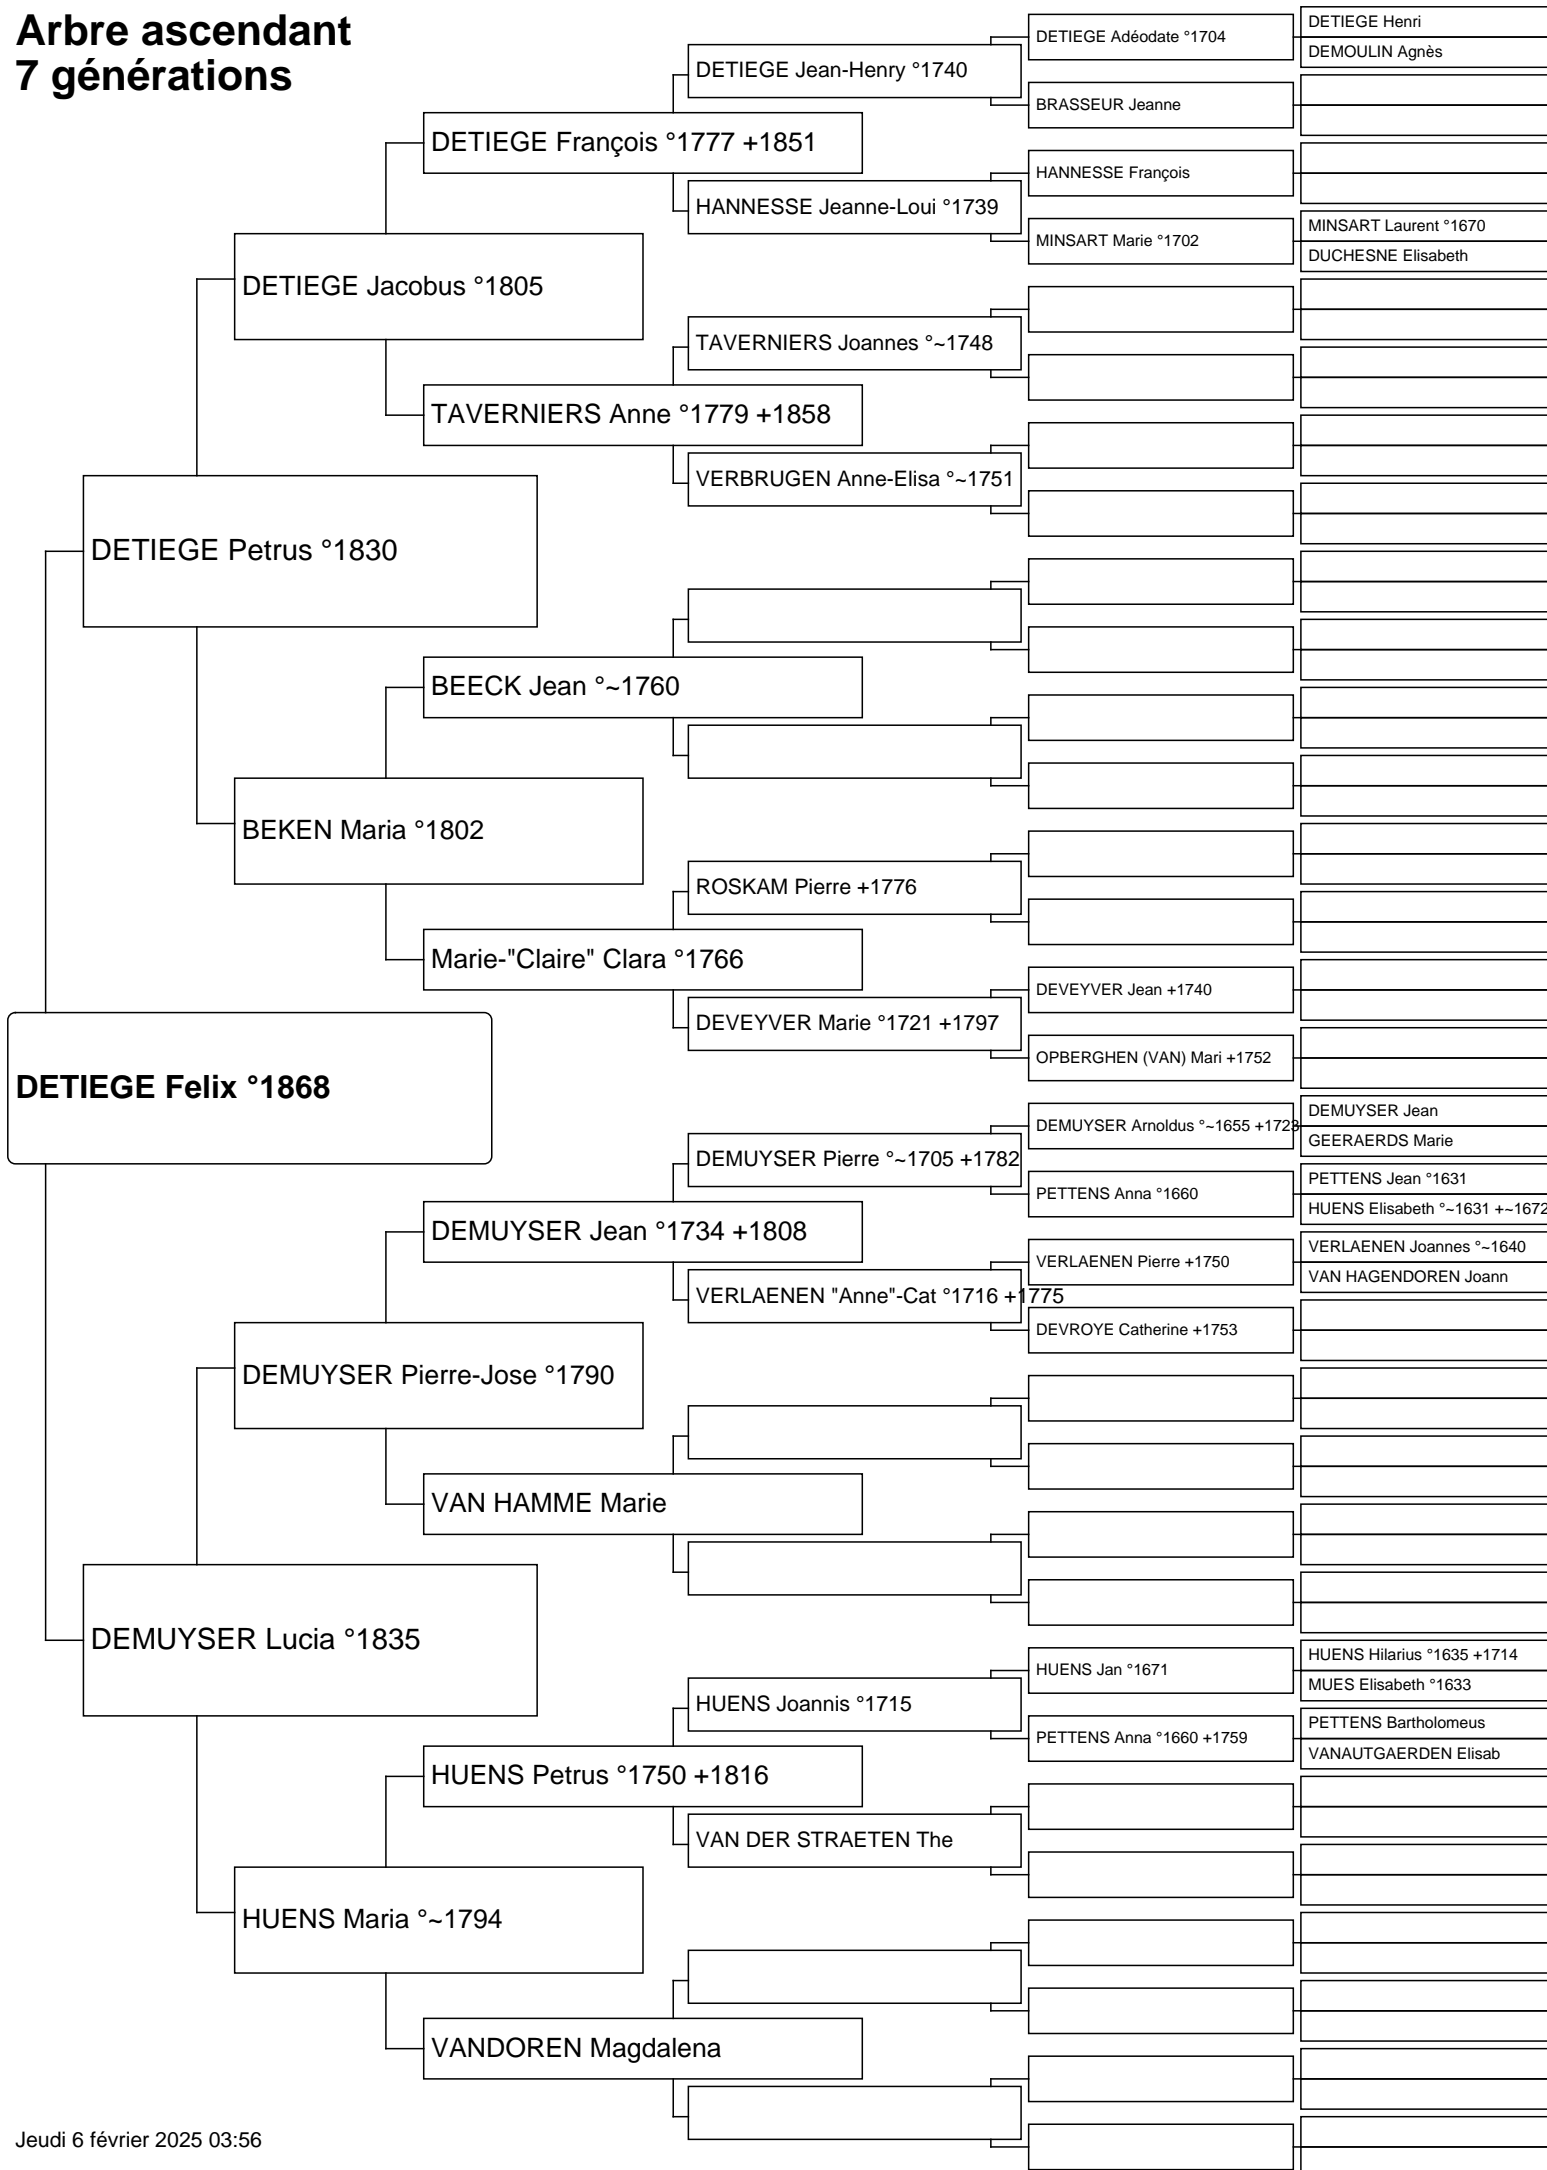 Arbre ascendant
7 générations
DETIEGE Felix °1868
DETIEGE Petrus °1830
DEMUYSER Lucia °1835
DETIEGE Jacobus °1805
BEKEN Maria °1802
DEMUYSER Pierre-Jose °1790
HUENS Maria °~1794
DETIEGE François °1777 +1851
TAVERNIERS Anne °1779 +1858
BEECK Jean °~1760
Marie-"Claire" Clara °1766
DEMUYSER Jean °1734 +1808
VAN HAMME Marie
HUENS Petrus °1750 +1816
VANDOREN Magdalena
DETIEGE Jean-Henry °1740
HANNESSE Jeanne-Loui °1739
TAVERNIERS Joannes °~1748
VERBRUGEN Anne-Elisa °~1751
ROSKAM Pierre +1776
DEVEYVER Marie °1721 +1797
DEMUYSER Pierre °~1705 +1782
VERLAENEN "Anne"-Cat °1716 +1775
HUENS Joannis °1715
VAN DER STRAETEN The
DETIEGE Adéodate °1704
BRASSEUR Jeanne
HANNESSE François
MINSART Marie °1702
DEVEYVER Jean +1740
OPBERGHEN (VAN) Mari +1752
DEMUYSER Arnoldus °~1655 +1723
PETTENS Anna °1660
VERLAENEN Pierre +1750
DEVROYE Catherine +1753
HUENS Jan °1671
PETTENS Anna °1660 +1759
DETIEGE Henri
DEMOULIN Agnès
MINSART Laurent °1670
DUCHESNE Elisabeth
DEMUYSER Jean
GEERAERDS Marie
PETTENS Jean °1631
HUENS Elisabeth °~1631 +~1672
VERLAENEN Joannes °~1640
VAN HAGENDOREN Joann
HUENS Hilarius °1635 +1714
MUES Elisabeth °1633
PETTENS Bartholomeus
VANAUTGAERDEN Elisab
Jeudi 6 février 2025 03:56